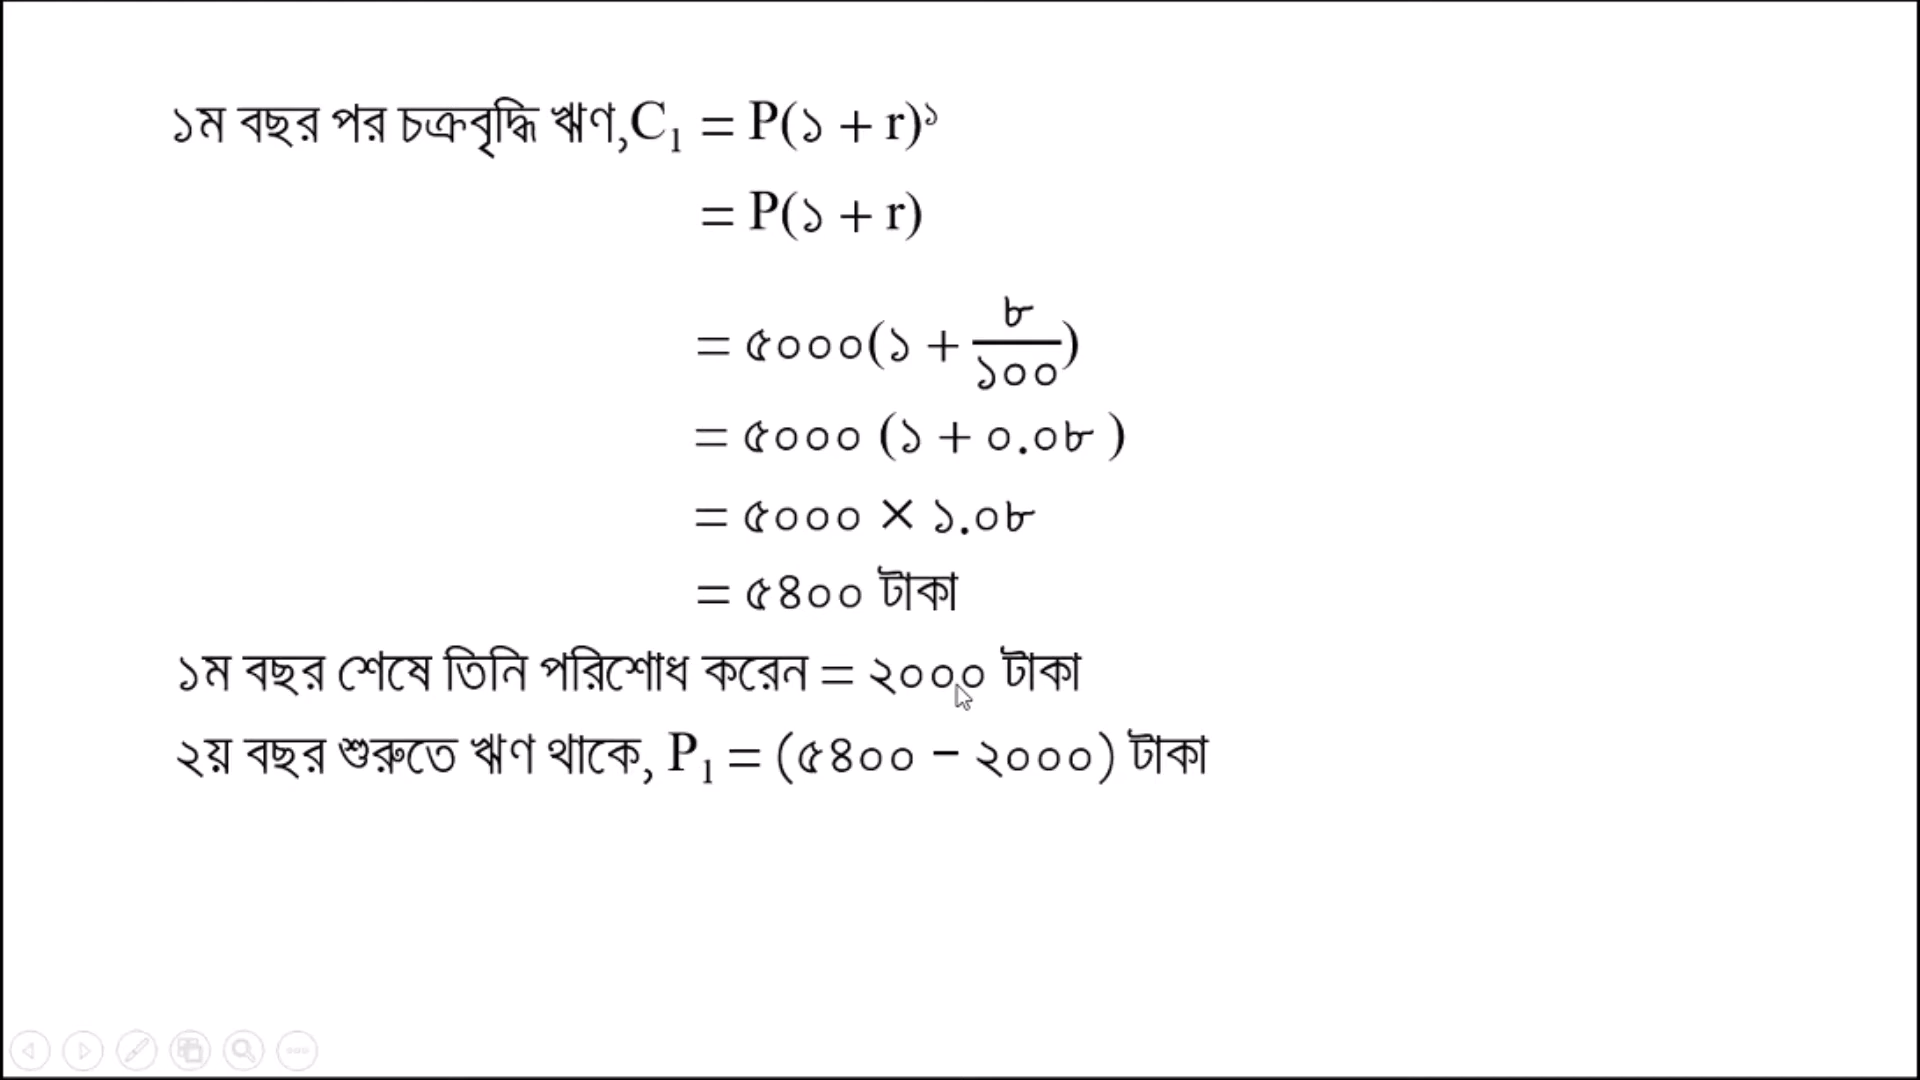 ১ম বছর পর চক্রবৃদ্ধি ঋণ,C₁ = P(১ + r)^১
= P(১ + r)
= ৫০০০(১ + ৮/১০০)
= ৫০০০ (১ + ০.০৮ )
= ৫০০০ × ১.০৮
= ৫৪০০ টাকা
১ম বছর শেষে তিনি পরিশোধ করেন = ২০০০ টাকা
২য় বছর শুরুতে ঋণ থাকে, P₁ = (৫৪০০ − ২০০০) টাকা